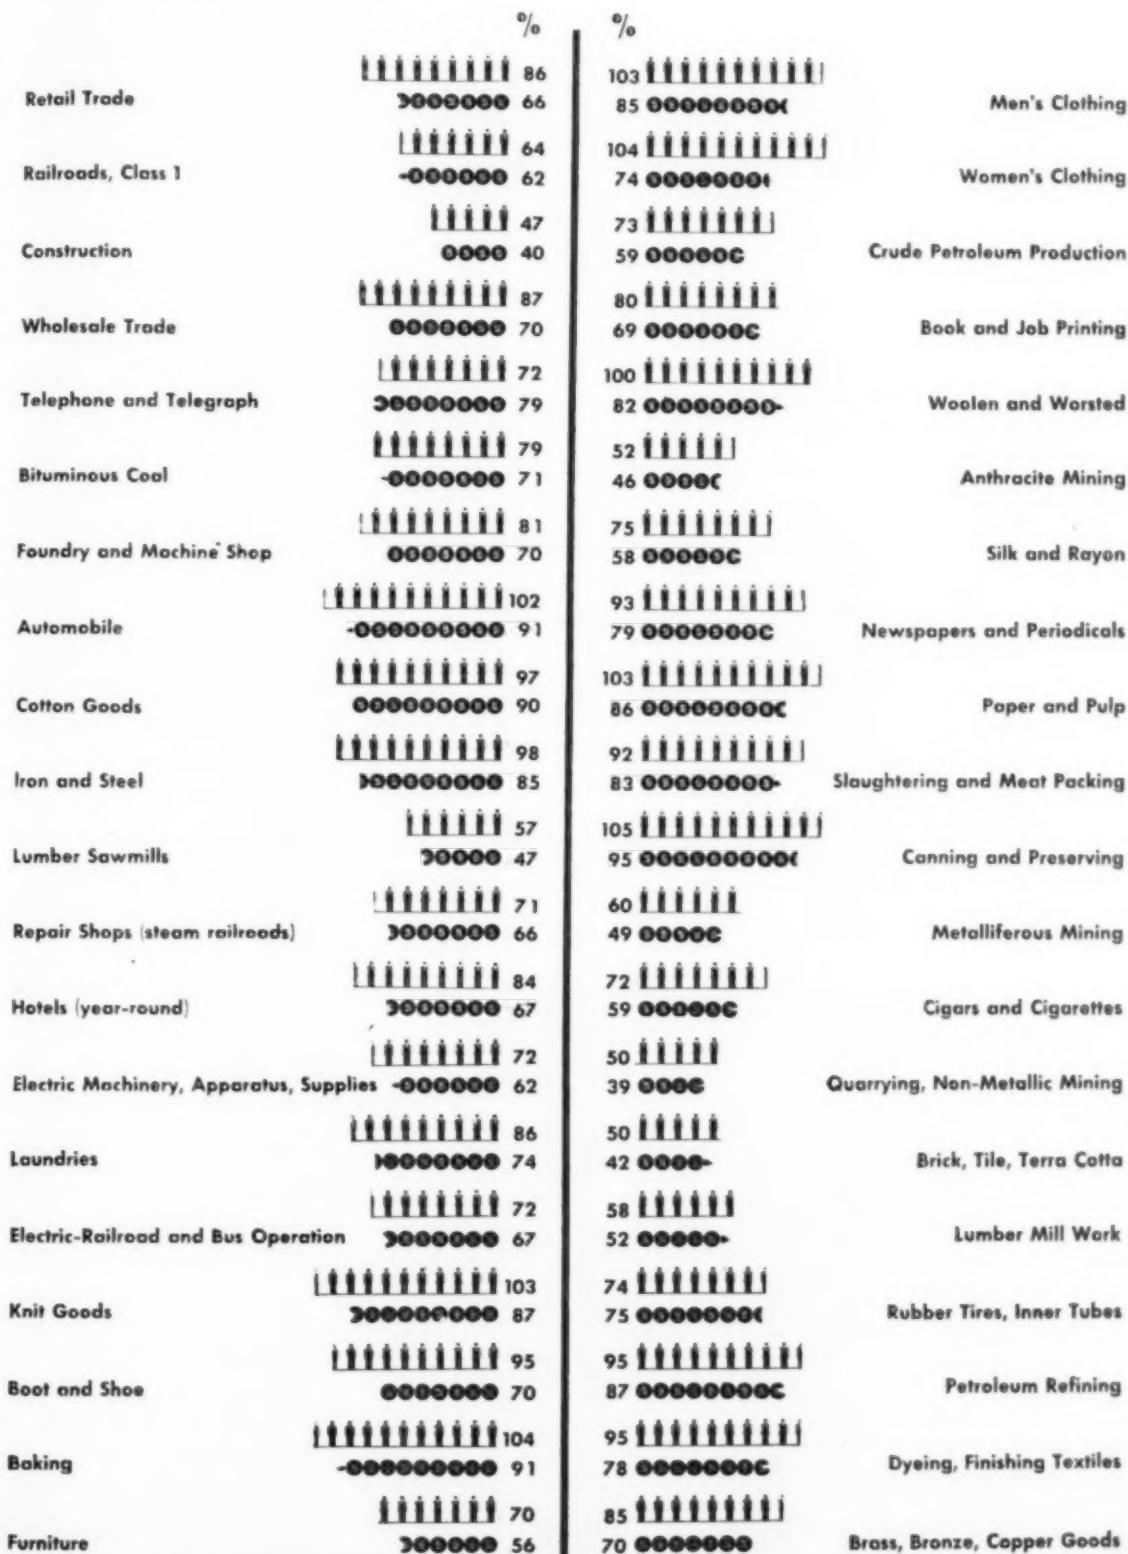 % %
86 103
Retail Trade 66 85 Men's Clothing
64 104
Railroads, Class 1 62 74 Women's Clothing
47 73
Construction 40 59 Crude Petroleum Production
87 80
Wholesale Trade 70 69 Book and Job Printing
72 100
Telephone and Telegraph 79 82 Woolen and Worsted
79 52
Bituminous Coal 71 46 Anthracite Mining
81 75
Foundry and Machine Shop 70 58 Silk and Rayon
102 93
Automobile 91 79 Newspapers and Periodicals
97 103
Cotton Goods 90 86 Paper and Pulp
98 92
Iron and Steel 85 83 Slaughtering and Meat Packing
57 105
Lumber Sawmills 47 95 Canning and Preserving
71 60
Repair Shops (steam railroads) 66 49 Metalliferous Mining
84 72
Hotels (year-round) 67 59 Cigars and Cigarettes
72 50
Electric Machinery, Apparatus, Supplies 62 39 Quarrying, Non-Metallic Mining
86 50
Laundries 74 42 Brick, Tile, Terra Cotta
72 58
Electric-Railroad and Bus Operation 67 52 Lumber Mill Work
103 74
Knit Goods 87 75 Rubber Tires, Inner Tubes
95 95
Boot and Shoe 70 87 Petroleum Refining
104 95
Baking 91 78 Dyeing, Finishing Textiles
70 85
Furniture 56 70 Brass, Bronze, Copper Goods